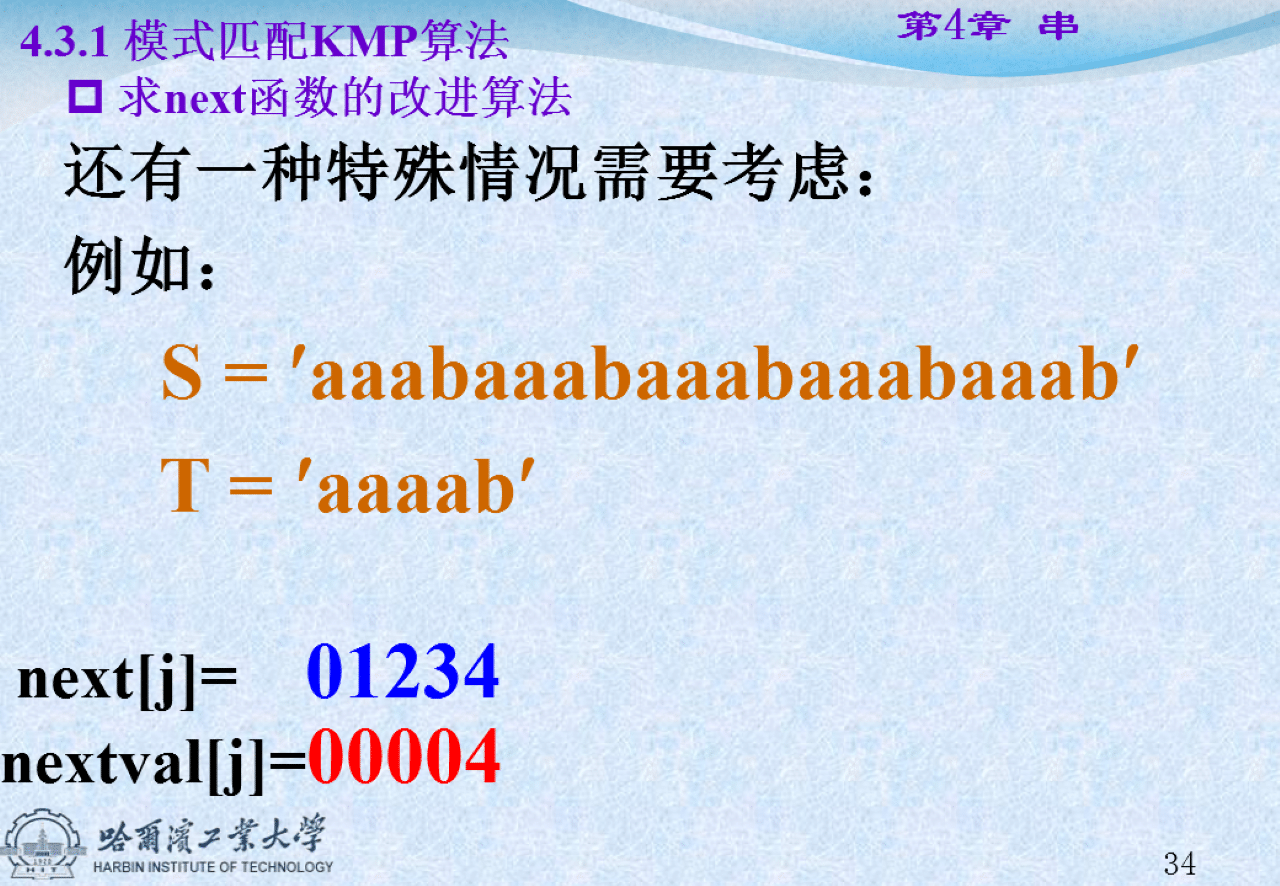 4.3.1 模式匹配KMP算法
第4章 串
求next函数的改进算法
还有一种特殊情况需要考虑：
例如：
S = ′aaabaaabaaabaaabaaab′
T = ′aaaab′
next[j]= 01234
nextval[j]=00004
哈爾濱工業大學
HARBIN INSTITUTE OF TECHNOLOGY
1920
HIT
34